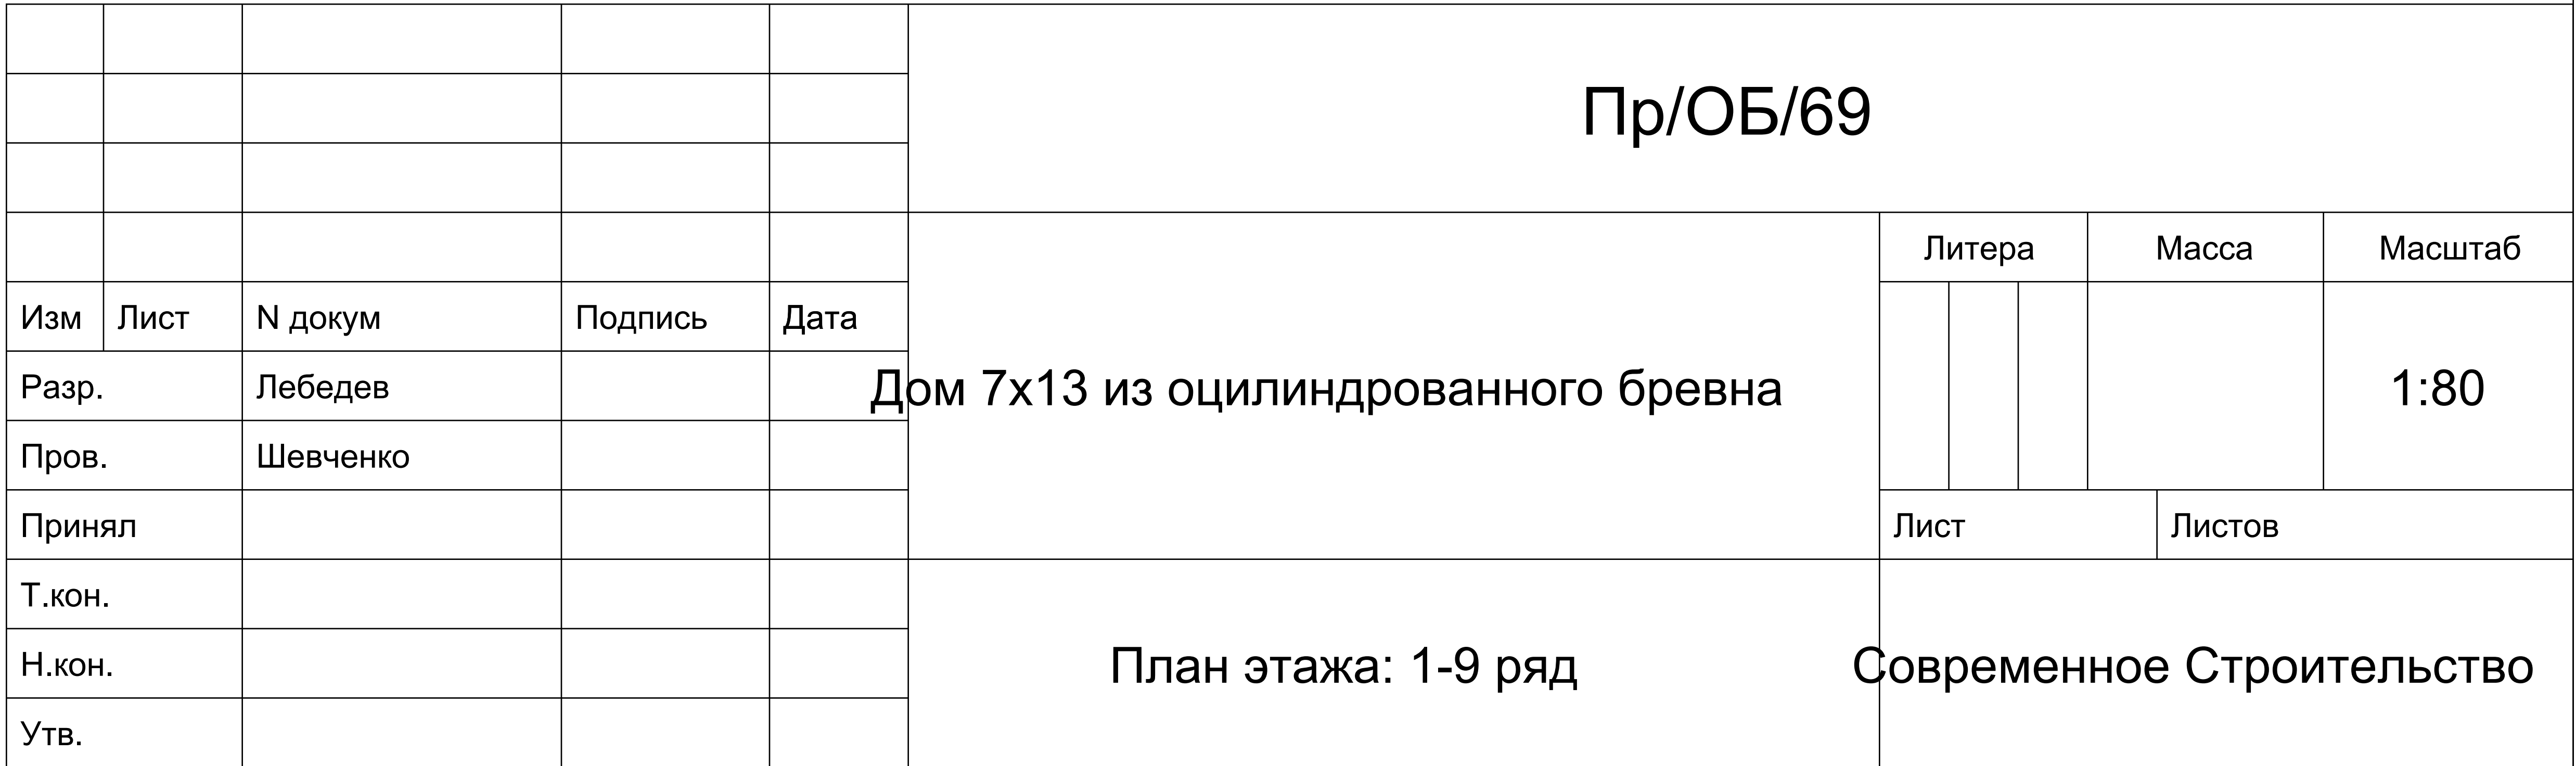 Пр/ОБ/69
Литера Масса Масштаб
Изм Лист N докум Подпись Дата
Разр. Лебедев Дом 7х13 из оцилиндрованного бревна 1:80
Пров. Шевченко
Принял Лист Листов
Т.кон.
Н.кон. План этажа: 1-9 ряд Современное Строительство
Утв.